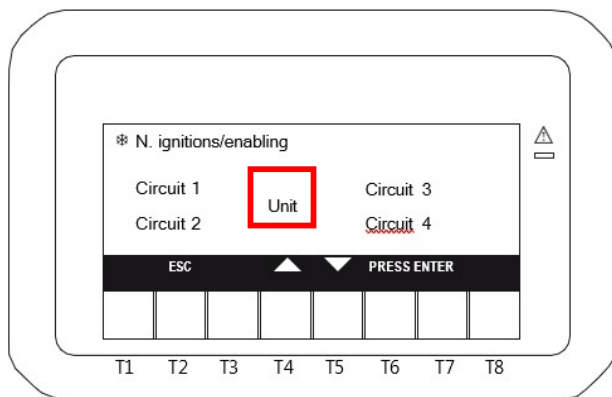 ❄ N. ignitions/enabling
Circuit 1
Circuit 2
Unit
Circuit 3
Circuit 4
ESC ▲ ▼ PRESS ENTER
T1 T2 T3 T4 T5 T6 T7 T8